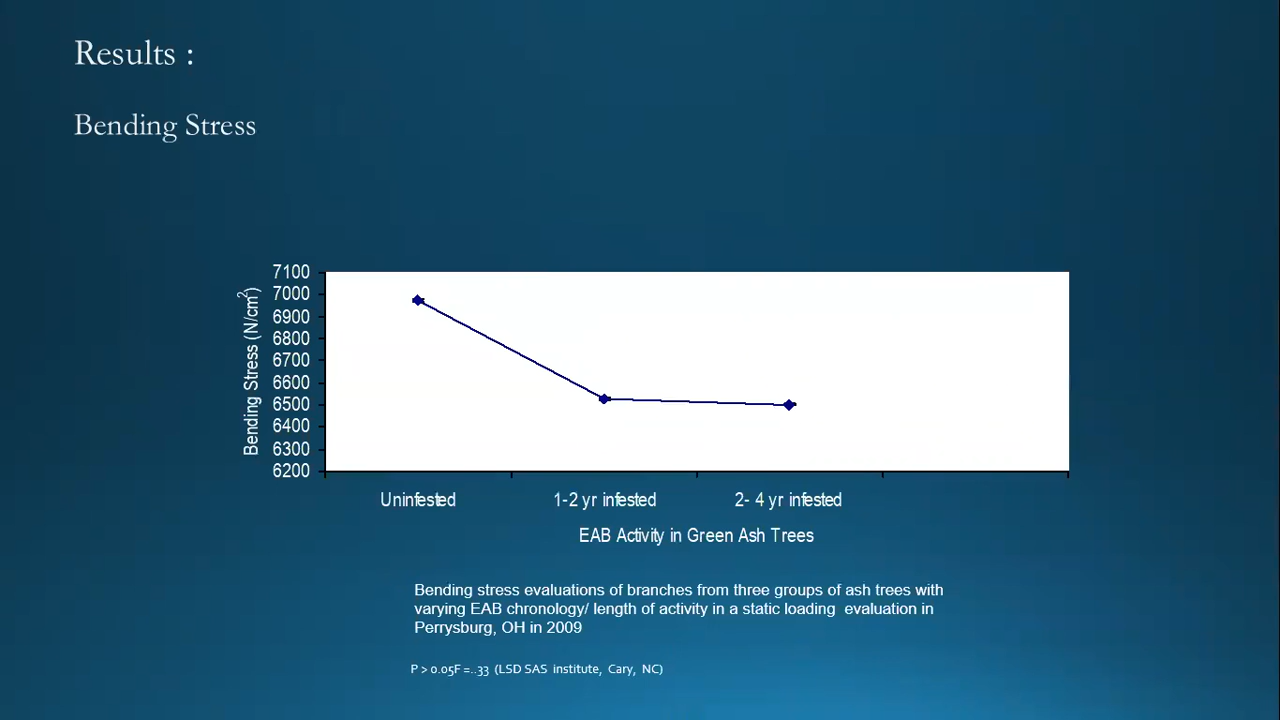 Results :
Bending Stress
7100
7000
6900
6800
6700
6600
6500
6400
6300
6200
Bending Stress (N/cm²)
Uninfested 1-2 yr infested 2- 4 yr infested
EAB Activity in Green Ash Trees
Bending stress evaluations of branches from three groups of ash trees with
varying EAB chronology/ length of activity in a static loading evaluation in
Perrysburg, OH in 2009
P > 0.05F =..33 (LSD SAS institute, Cary, NC)